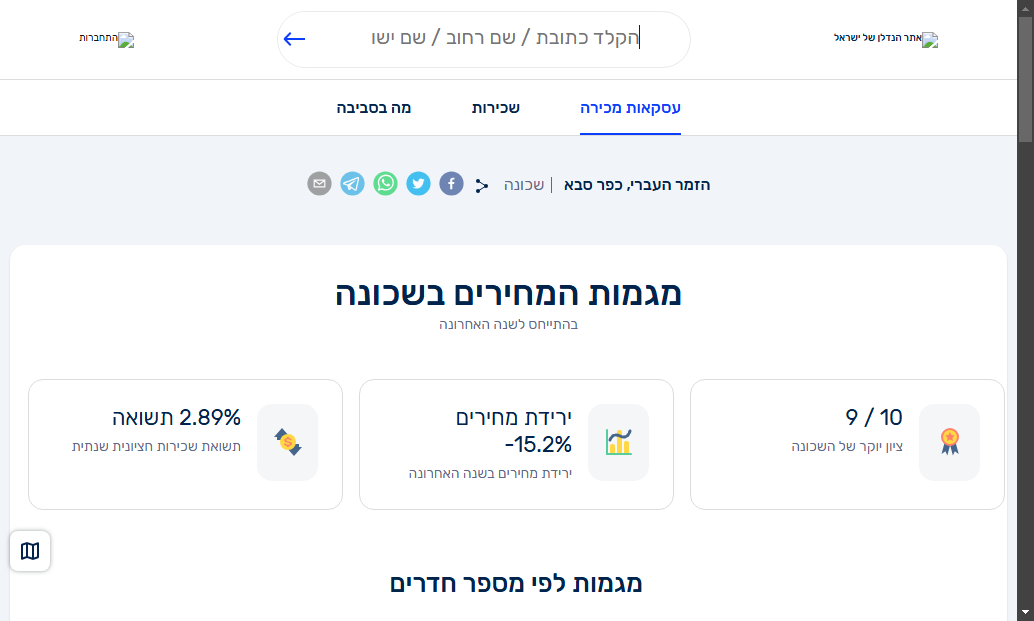 אתר הנדלן של ישראל
הקלד כתובת / שם רחוב / שם ישו
התחברות
עסקאות מכירה
שכירות
מה בסביבה
הזמר העברי, כפר סבא | שכונה
מגמות המחירים בשכונה
בהתייחס לשנה האחרונה
9 / 10
ציון יוקר של השכונה
ירידת מחירים
-15.2%
ירידת מחירים בשנה האחרונה
2.89% תשואה
תשואת שכירות חציונית שנתית
מגמות לפי מספר חדרים